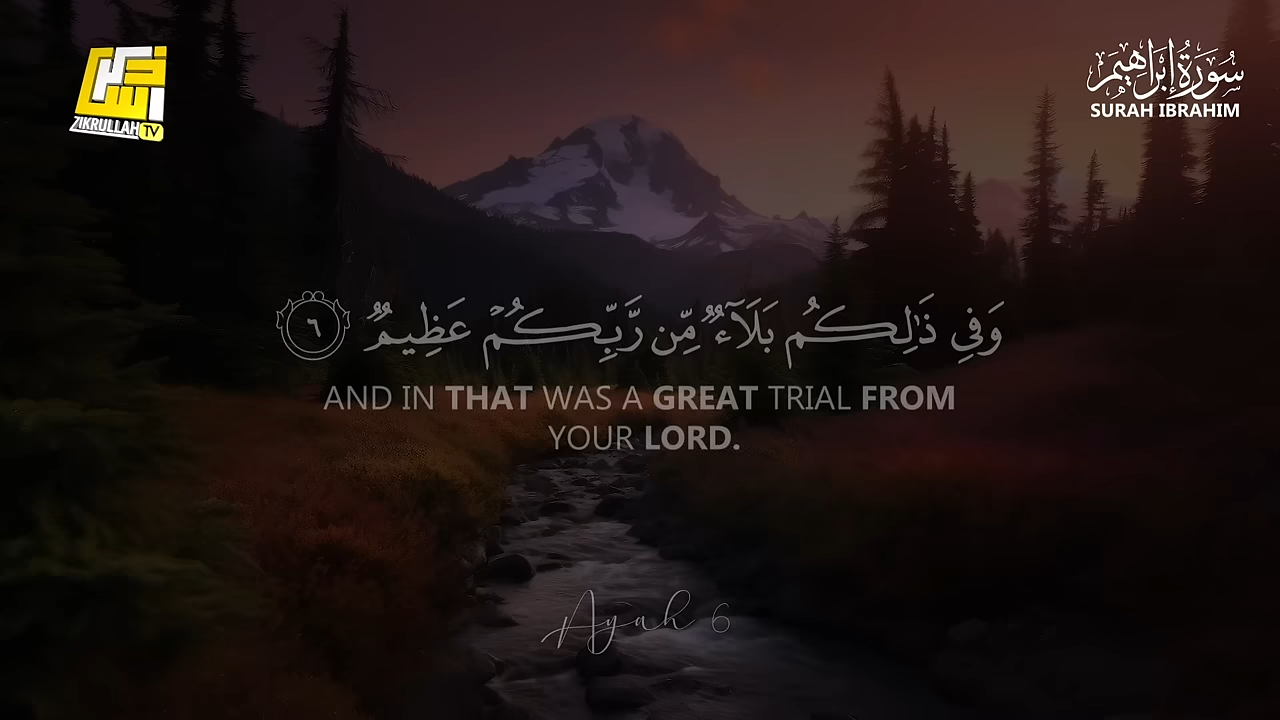 ZIKRULLAH TV
سُورَةُ إِبْرَاهِيم
SURAH IBRAHIM
وَفِي ذَٰلِكُم بَلَآءٌ مِّن رَّبِّكُمْ عَظِيمٌ ٦
AND IN THAT WAS A GREAT TRIAL FROM
YOUR LORD.
Ayah 6